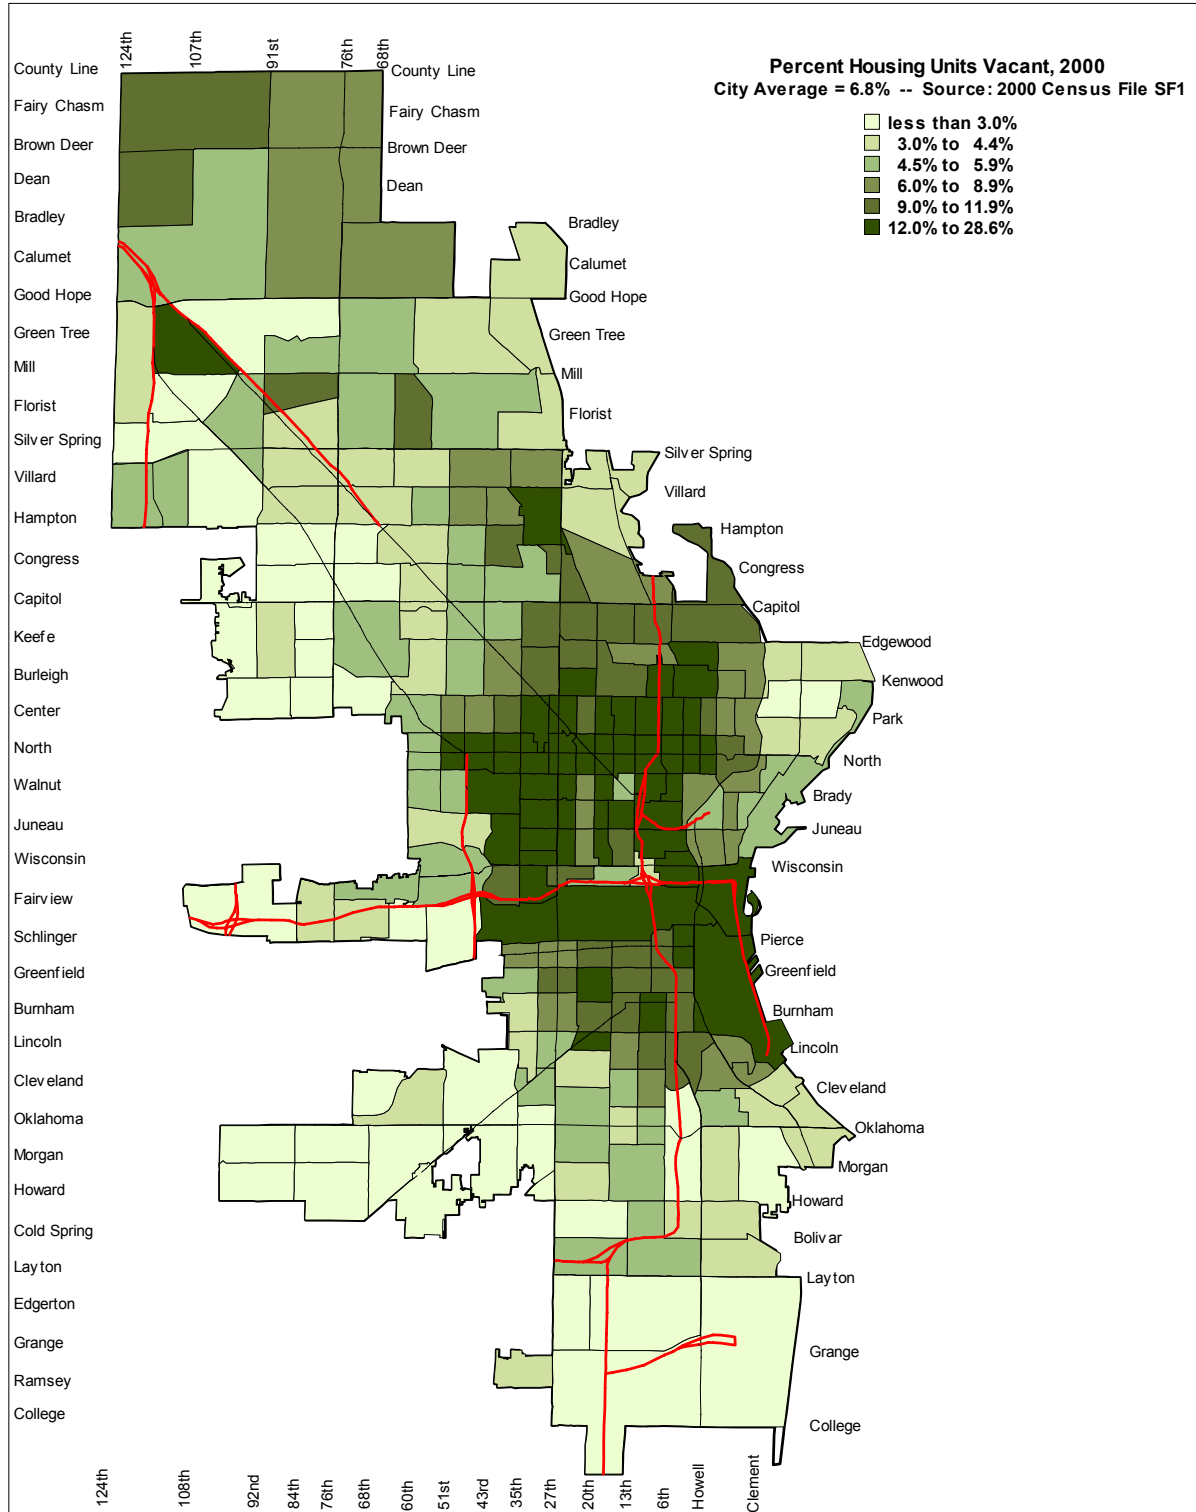 124th
107th
91st
76th
68th
County Line
County Line
Percent Housing Units Vacant, 2000
City Average = 6.8% -- Source: 2000 Census File SF1
less than 3.0%
3.0% to 4.4%
4.5% to 5.9%
6.0% to 8.9%
9.0% to 11.9%
12.0% to 28.6%
Fairy Chasm
Fairy Chasm
Brown Deer
Brown Deer
Dean
Dean
Bradley
Bradley
Calumet
Calumet
Good Hope
Good Hope
Green Tree
Green Tree
Mill
Mill
Florist
Florist
Silver Spring
Silver Spring
Villard
Villard
Hampton
Hampton
Congress
Congress
Capitol
Capitol
Keefe
Edgewood
Burleigh
Kenwood
Center
Park
North
North
Walnut
Brady
Juneau
Juneau
Wisconsin
Wisconsin
Fairview
Schlinger
Pierce
Greenfield
Greenfield
Burnham
Burnham
Lincoln
Lincoln
Cleveland
Cleveland
Oklahoma
Oklahoma
Morgan
Morgan
Howard
Howard
Cold Spring
Bolivar
Layton
Layton
Edgerton
Grange
Grange
Ramsey
College
College
124th
108th
92nd
84th
76th
68th
60th
51st
43rd
35th
27th
20th
13th
6th
Howell
Clement